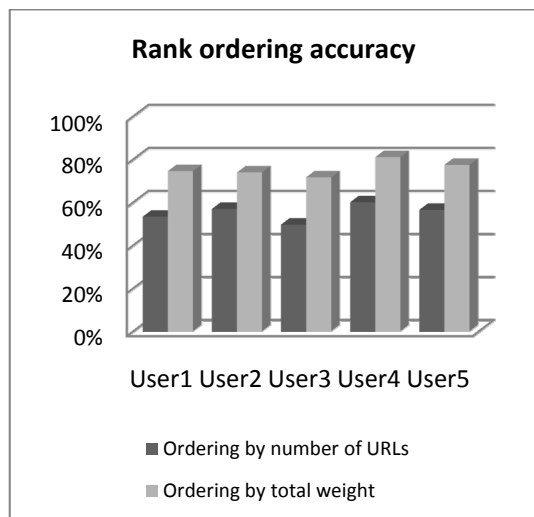 Rank ordering accuracy
100%
80%
60%
40%
20%
0%
User1 User2 User3 User4 User5
Ordering by number of URLs
Ordering by total weight